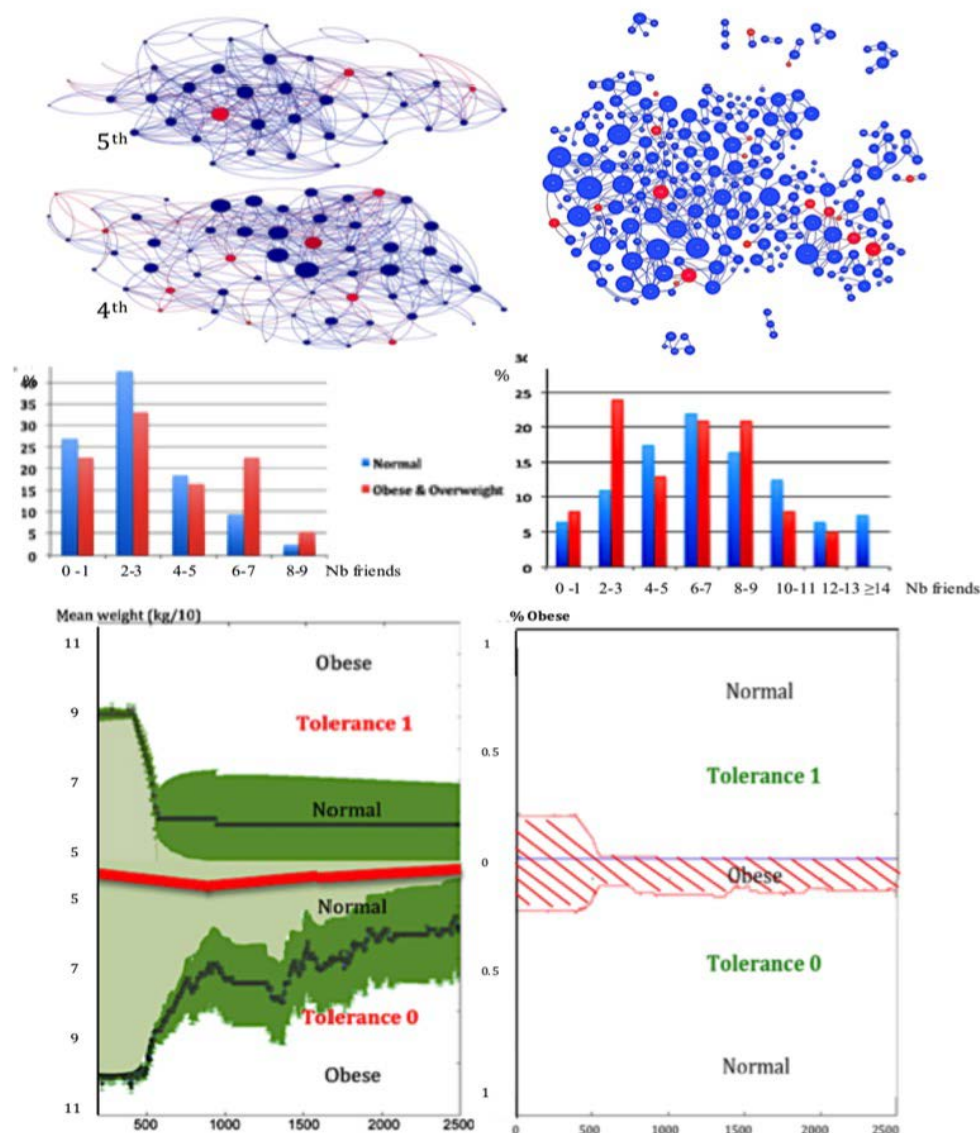 5th
4th
%
40
35
30
25
20
15
10
5
0
0 -1 2-3 4-5 6-7 8-9 Nb friends
Normal
Obese & Overweight
%
25
20
15
10
5
0
0 -1 2-3 4-5 6-7 8-9 10-11 12-13 ≥14 Nb friends
Mean weight (kg/10)
11
9
7
5
5
7
9
11
Obese
Tolerance 1
Normal
Normal
Tolerance 0
Obese
500 1000 1500 2000 2500
% Obese
1
0.5
0
0.5
1
Normal
Tolerance 1
Obese
Tolerance 0
Normal
0 500 1000 1500 2000 2500